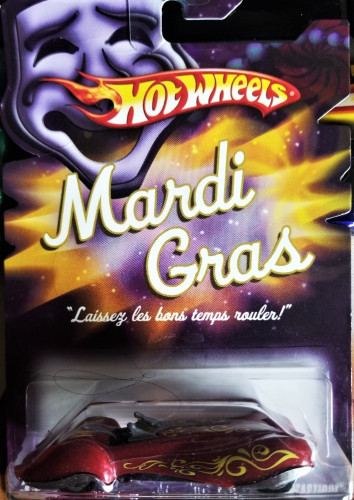 HOT WHEELS
Mardi
Gras
"Laissez les bons temps rouler!"